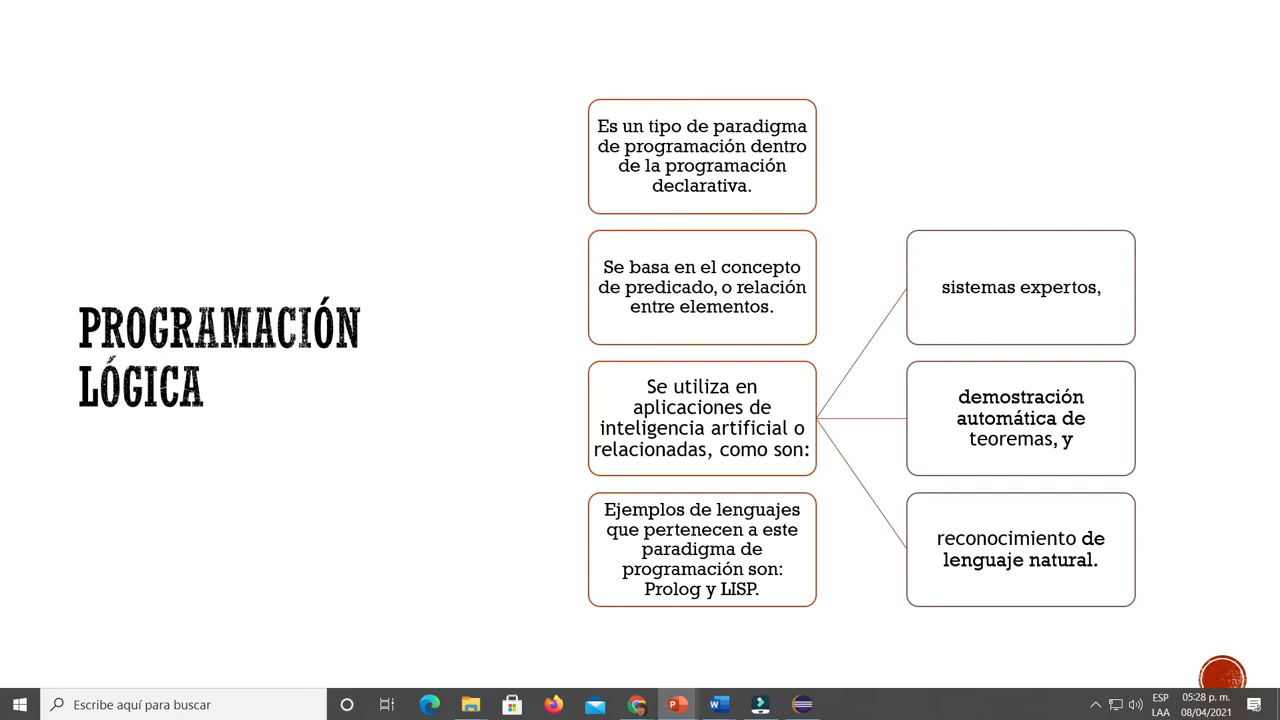 PROGRAMACIÓN
LÓGICA
Es un tipo de paradigma
de programación dentro
de la programación
declarativa.
Se basa en el concepto
de predicado, o relación
entre elementos.
Se utiliza en
aplicaciones de
inteligencia artificial o
relacionadas, como son:
sistemas expertos,
demostración
automática de
teoremas, y
reconocimiento de
lenguaje natural.
Ejemplos de lenguajes
que pertenecen a este
paradigma de
programación son:
Prolog y LISP.
Escribe aquí para buscar
ESP
LAA
05:28 p. m.
08/04/2021